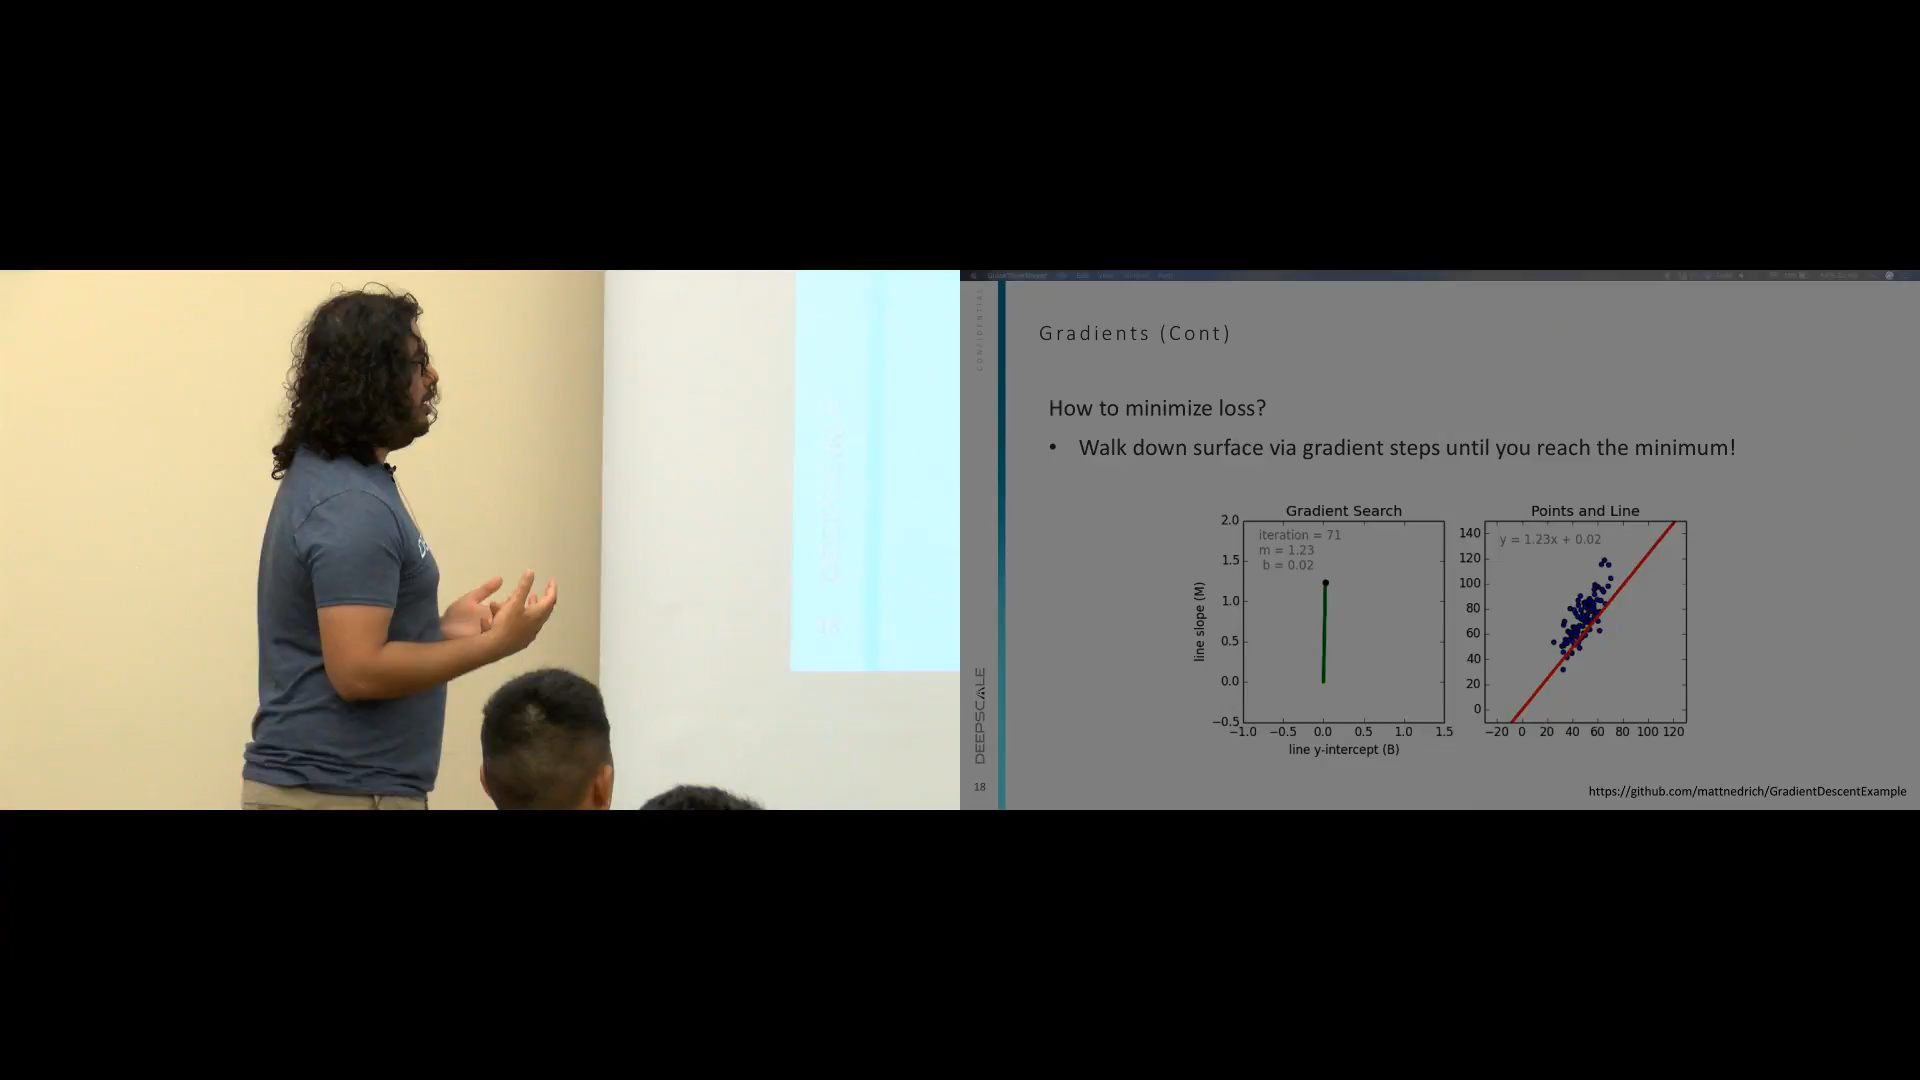 CONFIDENTIAL
Gradients (Cont)
How to minimize loss?
• Walk down surface via gradient steps until you reach the minimum!
Gradient Search
iteration = 71
m = 1.23
b = 0.02
2.0
1.5
1.0
0.5
0.0
−0.5
line slope (M)
−1.0 −0.5 0.0 0.5 1.0 1.5
line y-intercept (B)
Points and Line
y = 1.23x + 0.02
140
120
100
80
60
40
20
0
−20 0 20 40 60 80 100 120
DEEPSCALE
18
https://github.com/mattnedrich/GradientDescentExample